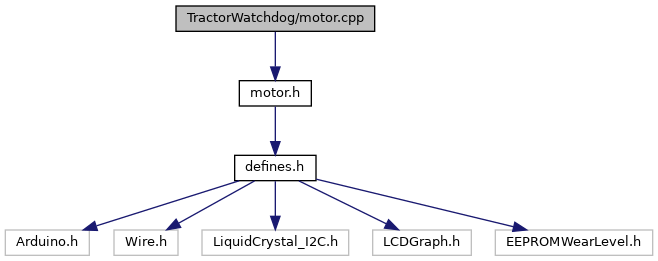 TractorWatchdog/motor.cpp
motor.h
defines.h
Arduino.h
Wire.h
LiquidCrystal_I2C.h
LCDGraph.h
EEPROMWearLevel.h